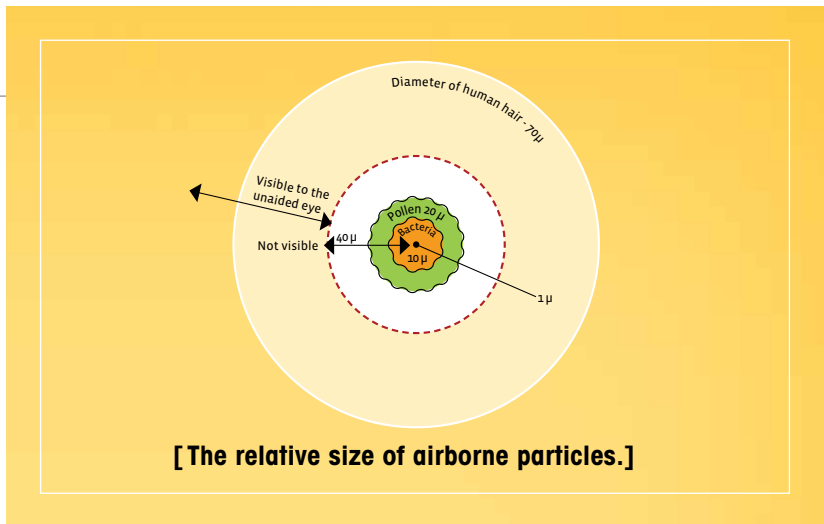 Diameter of human hair - 70µ
Visible to the
unaided eye
Pollen 20 µ
Bacteria
40 µ
Not visible
10 µ
1 µ
[The relative size of airborne particles.]